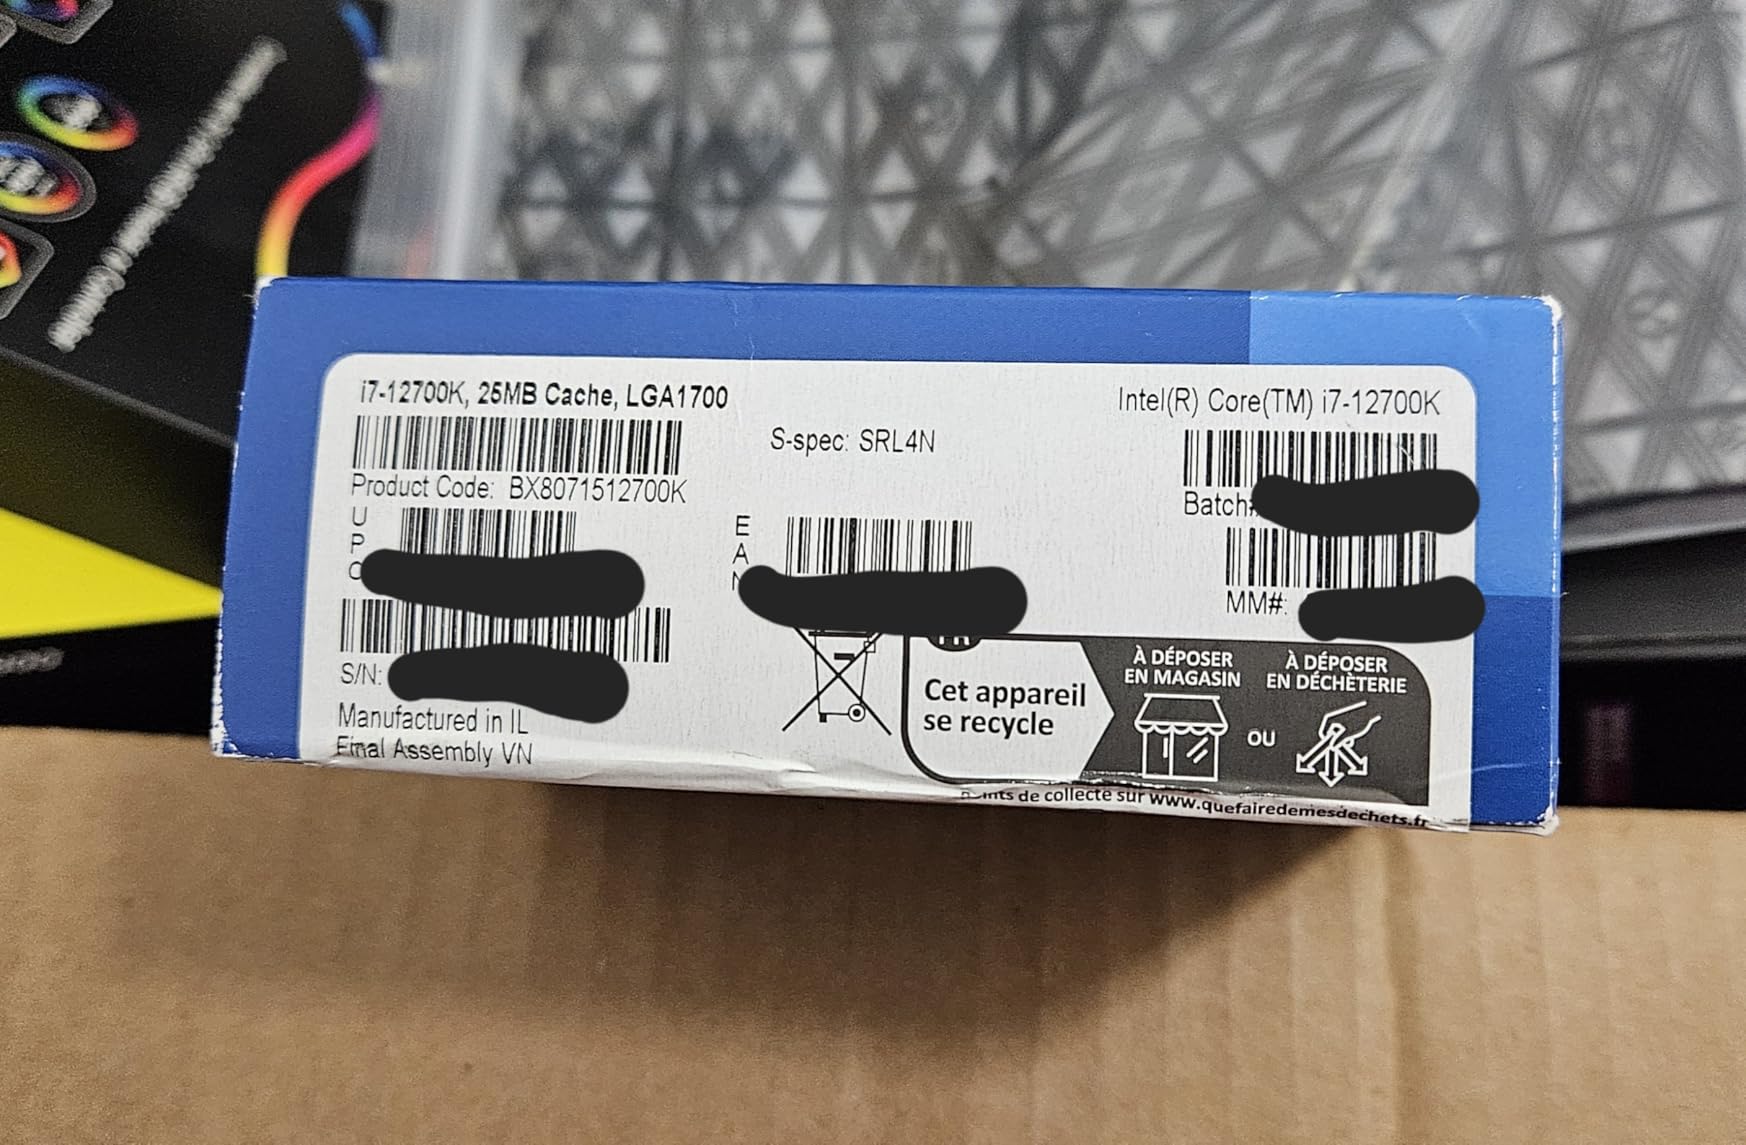 i7-12700K, 25MB Cache, LGA1700
Intel(R) Core(TM) i7-12700K
S-spec: SRL4N
Product Code: BX8071512700K
Batch#
UPC
EAN
MM#:
S/N:
Manufactured in IL
Final Assembly VN
FR
Cet appareil
se recycle
À DÉPOSER
EN MAGASIN
OU
À DÉPOSER
EN DÉCHÈTERIE
de collecte sur www.quefairedemesdechets.fr